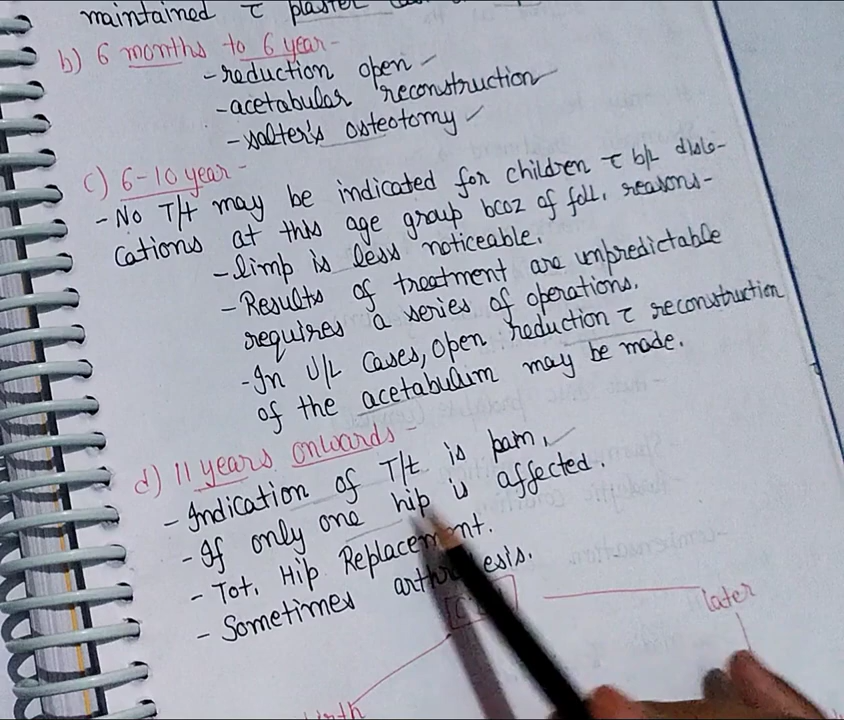 maintained c̄ plaster
b) 6 months to 6 year-
- reduction open
- acetabular reconstruction
- salter's osteotomy
c) 6-10 year-
- No T/t may be indicated for children c̄ b/L dislo-
cations at this age group bcoz of foll. reasons-
- limp is less noticeable.
- Results of treatment are unpredictable
requires a series of operations.
- In U/L cases, open reduction c̄ reconstruction
of the acetabulum may be made.
d) 11 years onwards-
- Indication of T/t is pain,
- If only one hip is affected.
- Tot. Hip Replacement.
- Sometimes
later